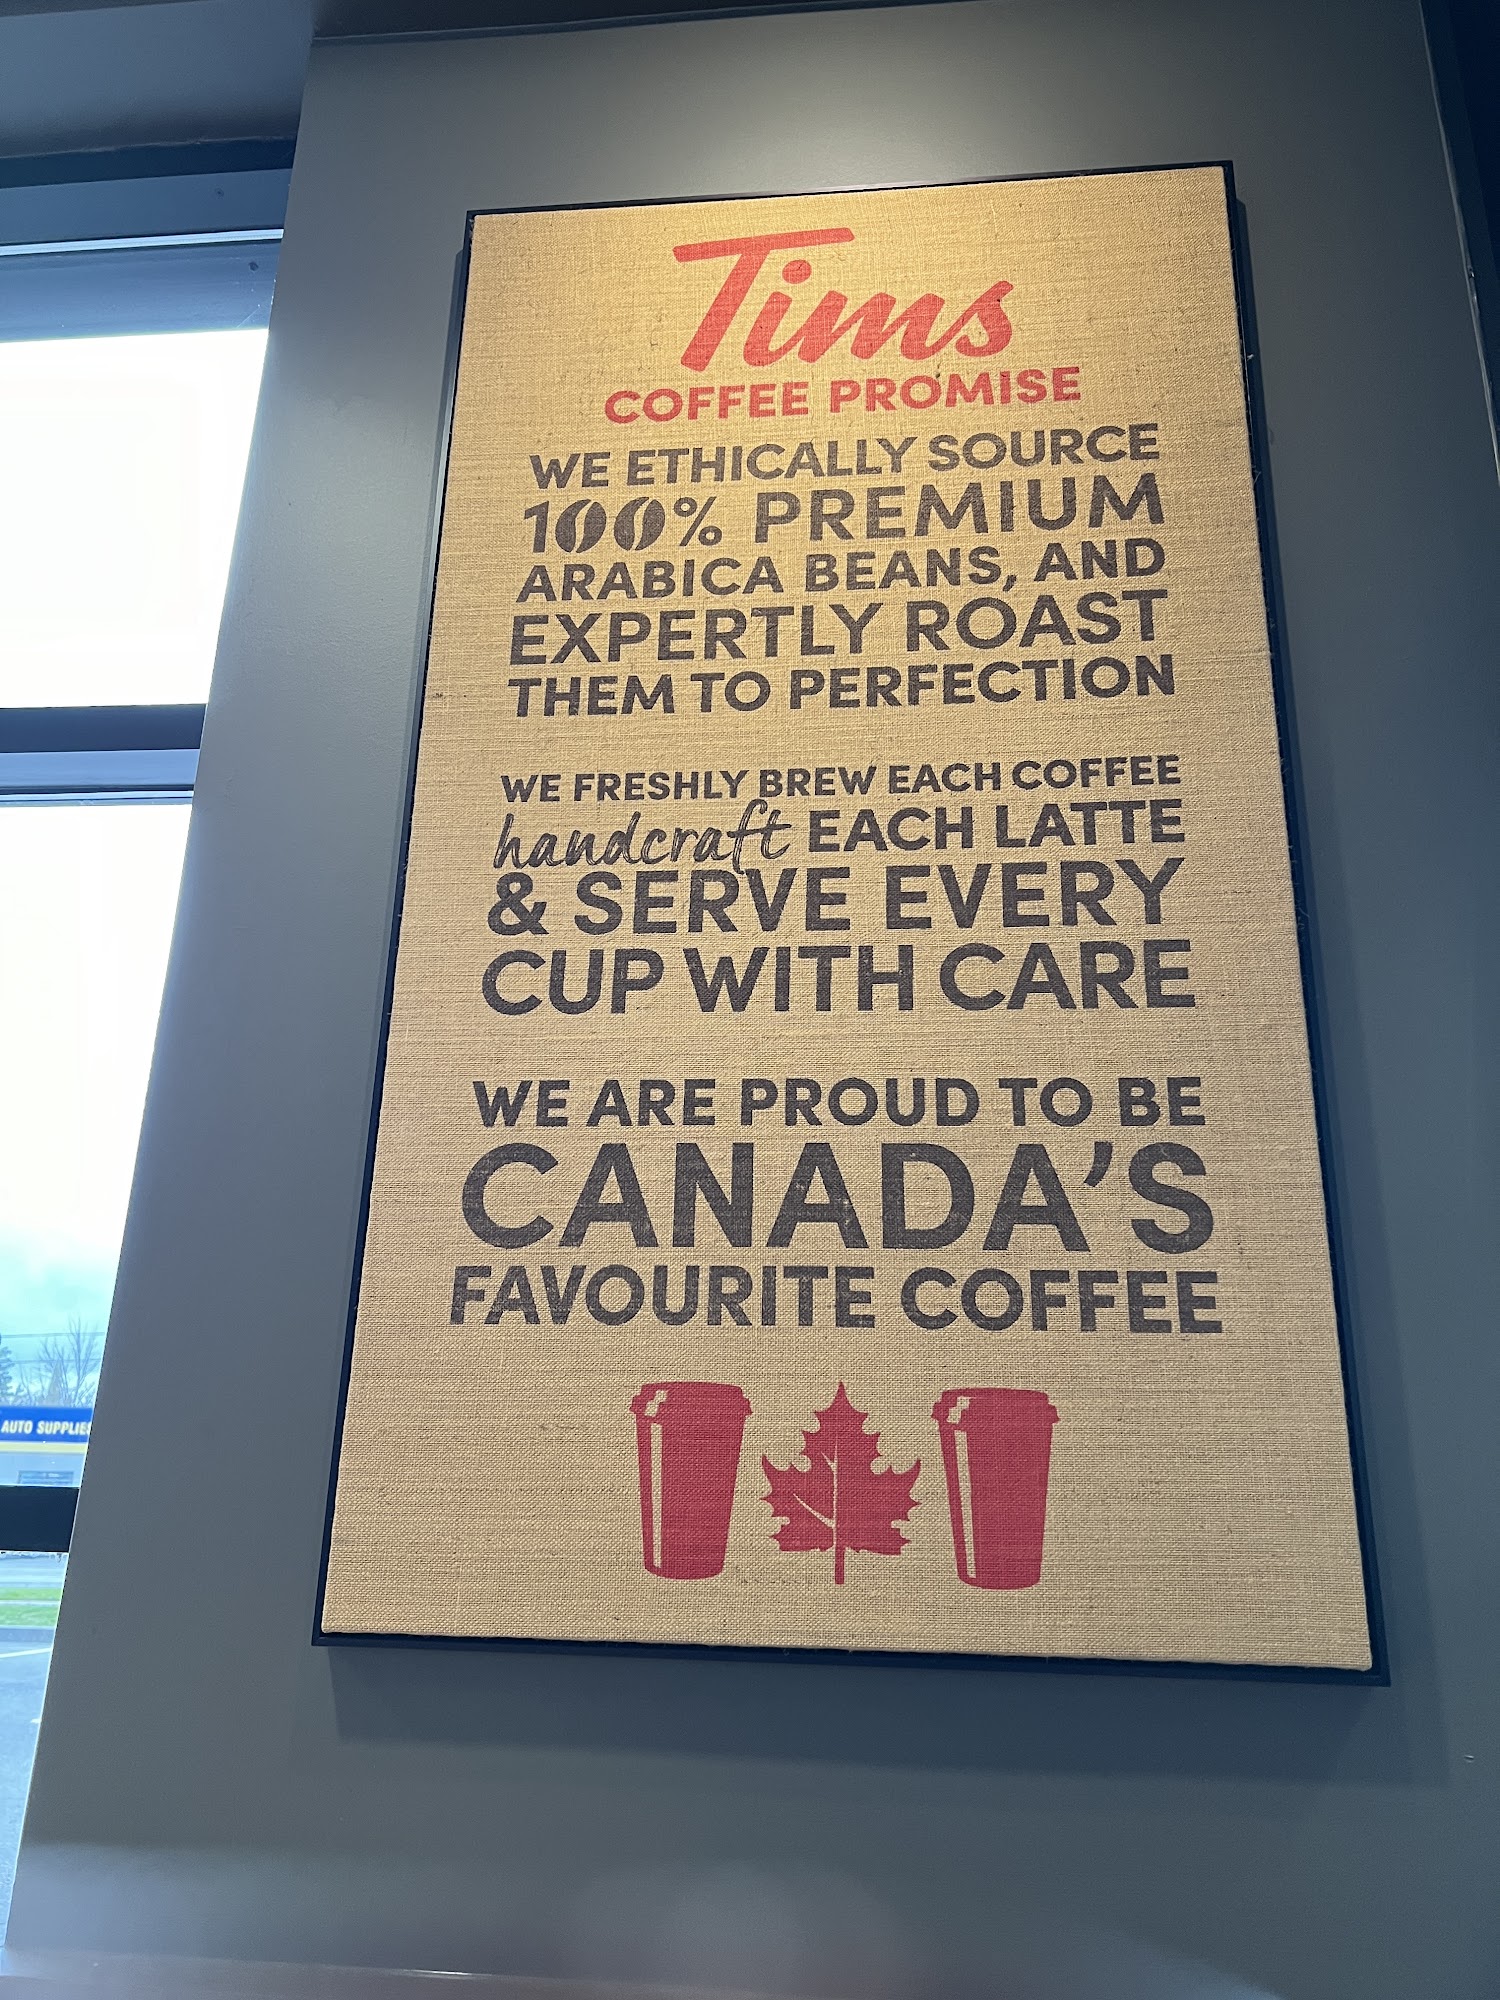 Tims
COFFEE PROMISE
WE ETHICALLY SOURCE
100% PREMIUM
ARABICA BEANS, AND
EXPERTLY ROAST
THEM TO PERFECTION
WE FRESHLY BREW EACH COFFEE
handcraft EACH LATTE
& SERVE EVERY
CUP WITH CARE
WE ARE PROUD TO BE
CANADA'S
FAVOURITE COFFEE
AUTO SUPPLIES